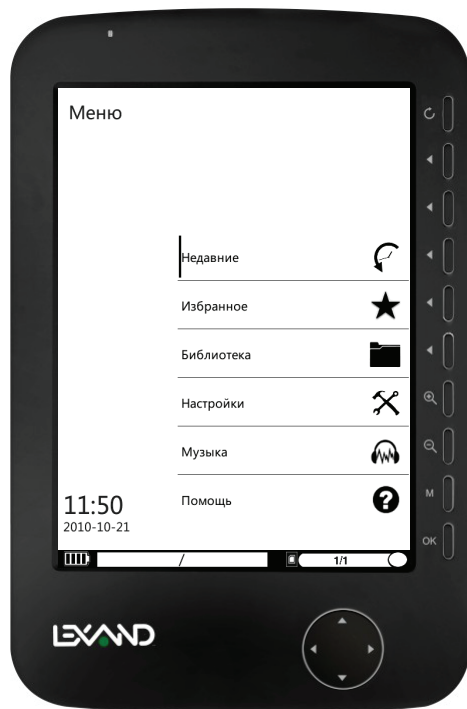 Меню
Недавние
Избранное
Библиотека
Настройки
Музыка
Помощь
11:50
2010-10-21
/
1/1
M
OK
LEXAND